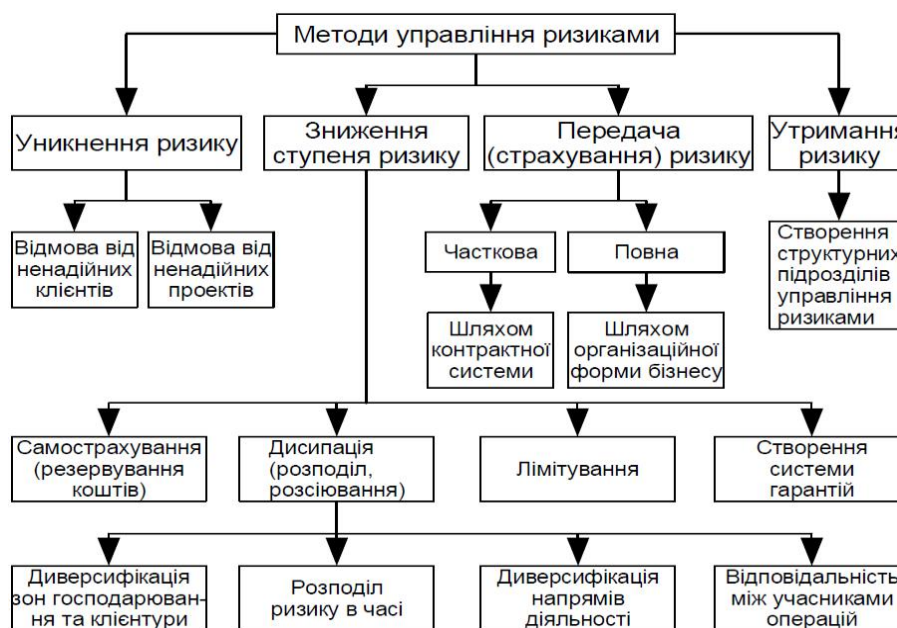 Методи управління ризиками
Уникнення ризику
Зниження
ступеня ризику
Передача
(страхування) ризику
Утримання
ризику
Відмова від
ненадійних
клієнтів
Відмова від
ненадійних
проектів
Часткова
Повна
Створення
структурних
підрозділів
управління
ризиками
Шляхом
контрактної
системи
Шляхом
організаційної
форми бізнесу
Самострахування
(резервування
коштів)
Дисипація
(розподіл,
розсіювання)
Лімітування
Створення
системи
гарантій
Диверсифікація
зон господарюван-
ня та клієнтури
Розподіл
ризику в часі
Диверсифікація
напрямів
діяльності
Відповідальність
між учасниками
операцій